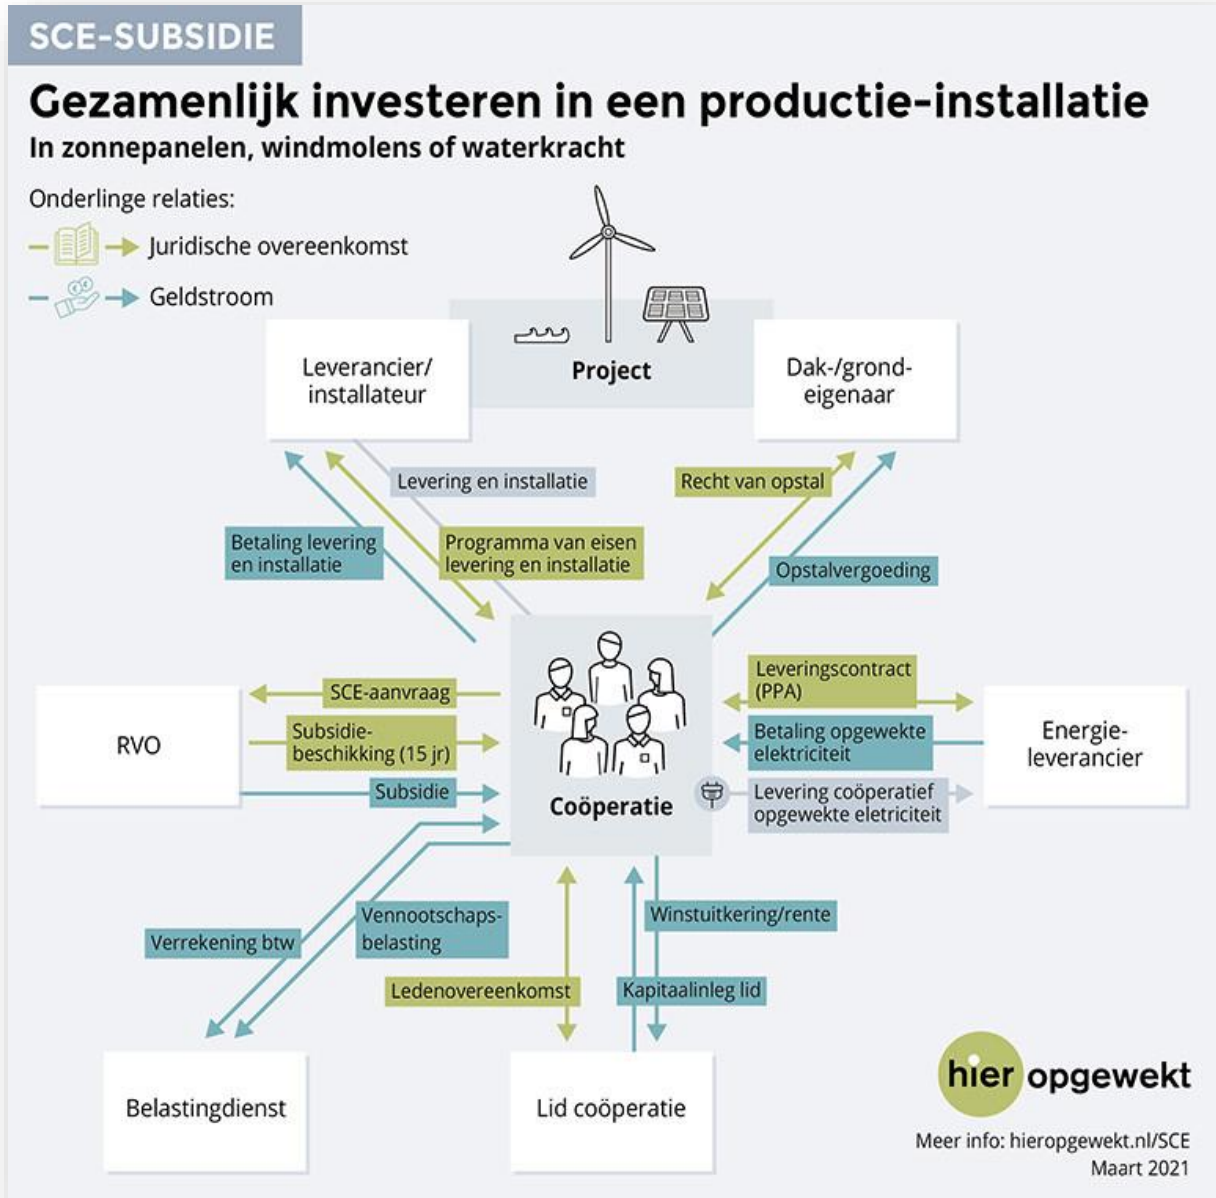 SCE-SUBSIDIE
Gezamenlijk investeren in een productie-installatie
In zonnepanelen, windmolens of waterkracht
Onderlinge relaties:
Juridische overeenkomst
Geldstroom
Leverancier/
installateur
Project
Dak-/grond-
eigenaar
Levering en installatie
Recht van opstal
Betaling levering
en installatie
Programma van eisen
levering en installatie
Opstalvergoeding
SCE-aanvraag
Leveringscontract
(PPA)
RVO
Subsidie-
beschikking (15 jr)
Betaling opgewekte
elektriciteit
Energie-
leverancier
Subsidie
Coöperatie
Levering coöperatief
opgewekte eletriciteit
Vennootschaps-
belasting
Winstuitkering/rente
Verrekening btw
Ledenovereenkomst
Kapitaalinleg lid
Belastingdienst
Lid coöperatie
hier opgewekt
Meer info: hieropgewekt.nl/SCE
Maart 2021